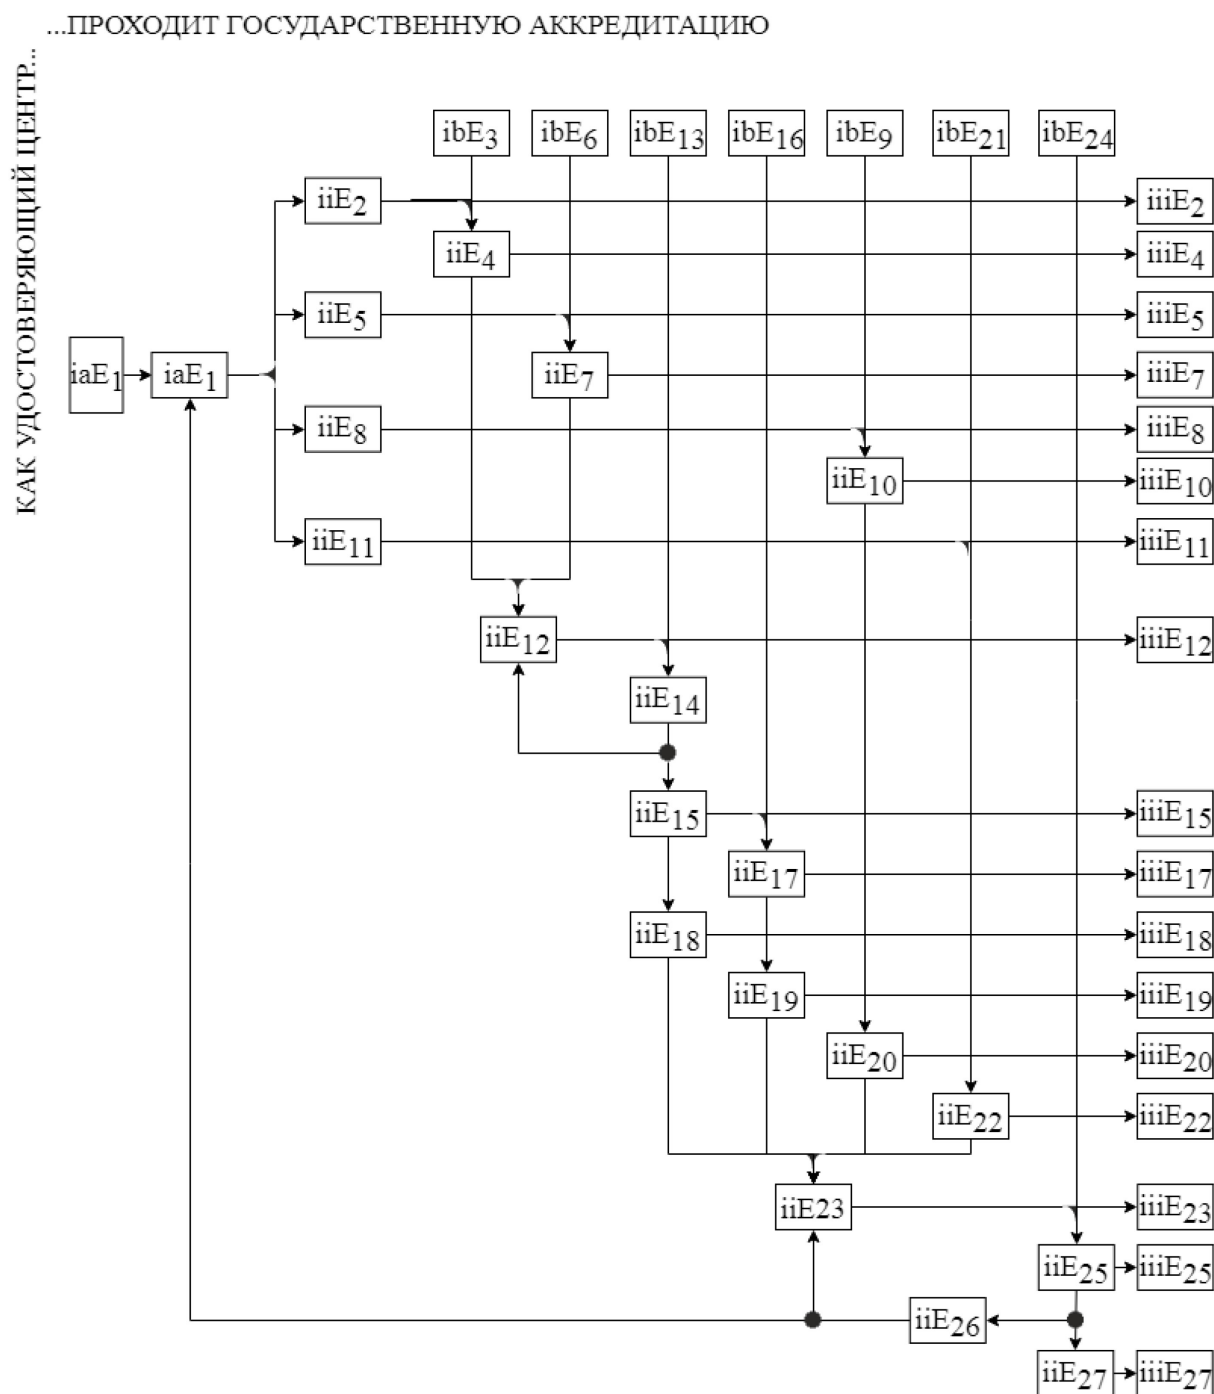 ...ПРОХОДИТ ГОСУДАРСТВЕННУЮ АККРЕДИТАЦИЮ
КАК УДОСТОВЕРЯЮЩИЙ ЦЕНТР...
ibE3 ibE6 ibE13 ibE16 ibE9 ibE21 ibE24
iiE2 iiiE2
iiE4 iiiE4
iiE5 iiiE5
iaE1 iaE1 iiE7 iiiE7
iiE8 iiiE8
iiE10 iiiE10
iiE11 iiiE11
iiE12 iiiE12
iiE14
iiE15 iiiE15
iiE17 iiiE17
iiE18 iiiE18
iiE19 iiiE19
iiE20 iiiE20
iiE22 iiiE22
iiE23 iiiE23
iiE25 iiiE25
iiE26
iiE27 iiiE27